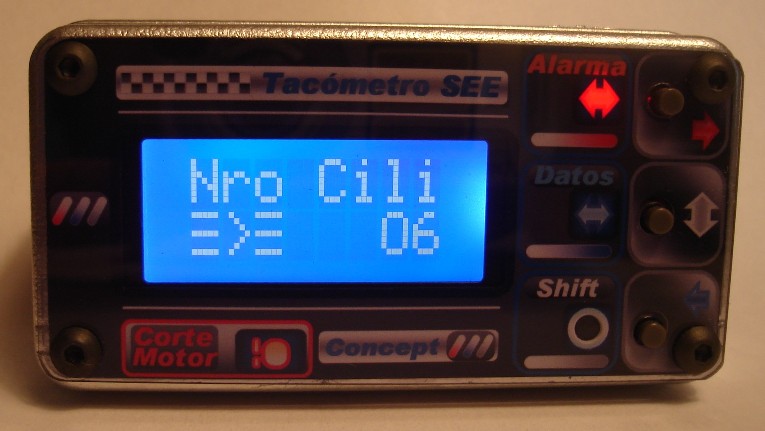 Tacómetro SEE
Alarma
Nro Cili
≡>≡ 06
Datos
Shift
Corte
Motor
Concept